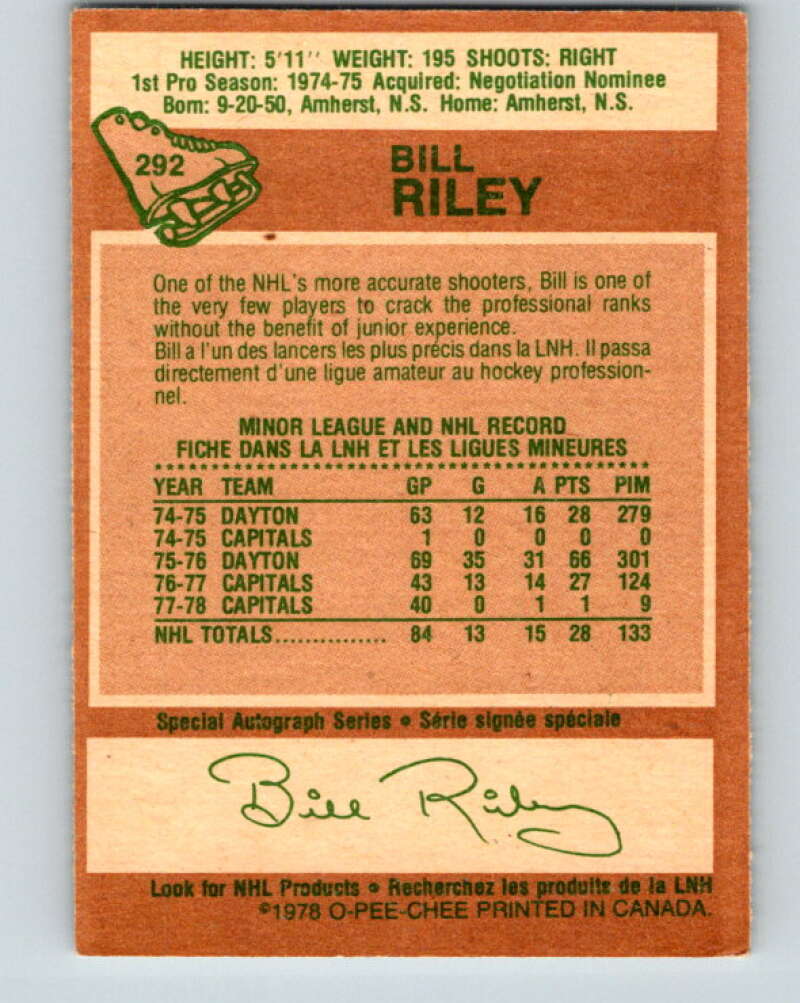 HEIGHT: 5'11'' WEIGHT: 195 SHOOTS: RIGHT
1st Pro Season: 1974-75 Acquired: Negotiation Nominee
Born: 9-20-50, Amherst, N.S. Home: Amherst, N.S.
292
BILL
RILEY
One of the NHL's more accurate shooters, Bill is one of
the very few players to crack the professional ranks
without the benefit of junior experience.
Bill a l'un des lancers les plus précis dans la LNH. Il passa
directement d'une ligue amateur au hockey profession-
nel.
MINOR LEAGUE AND NHL RECORD
FICHE DANS LA LNH ET LES LIGUES MINEURES
YEAR TEAM GP G A PTS PIM
74-75 DAYTON 63 12 16 28 279
74-75 CAPITALS 1 0 0 0 0
75-76 DAYTON 69 35 31 66 301
76-77 CAPITALS 43 13 14 27 124
77-78 CAPITALS 40 0 1 1 9
NHL TOTALS............... 84 13 15 28 133
Special Autograph Series • Série signée spéciale
Bill Riley
Look for NHL Products • Recherchez les produits de la LNH
©1978 O-PEE-CHEE PRINTED IN CANADA.